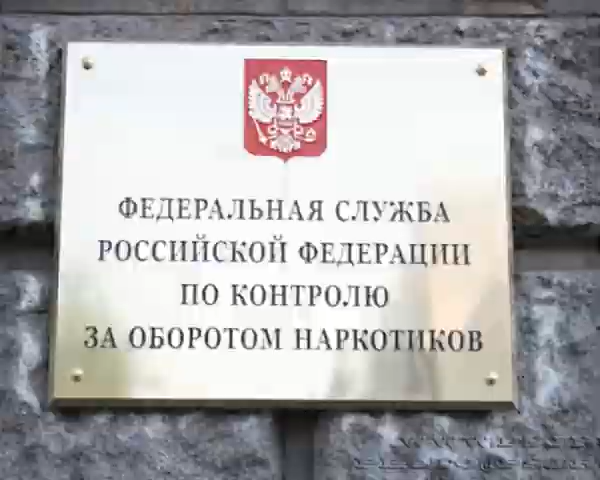 ФЕДЕРАЛЬНАЯ СЛУЖБА
РОССИЙСКОЙ ФЕДЕРАЦИИ
ПО КОНТРОЛЮ
ЗА ОБОРОТОМ НАРКОТИКОВ